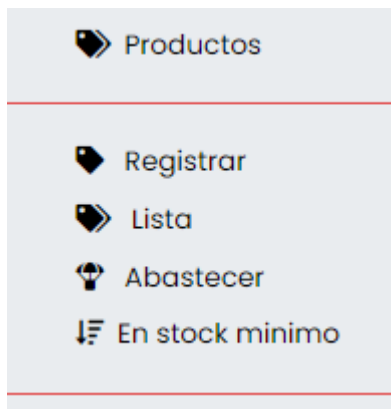 Productos
Registrar
Lista
Abastecer
En stock minimo